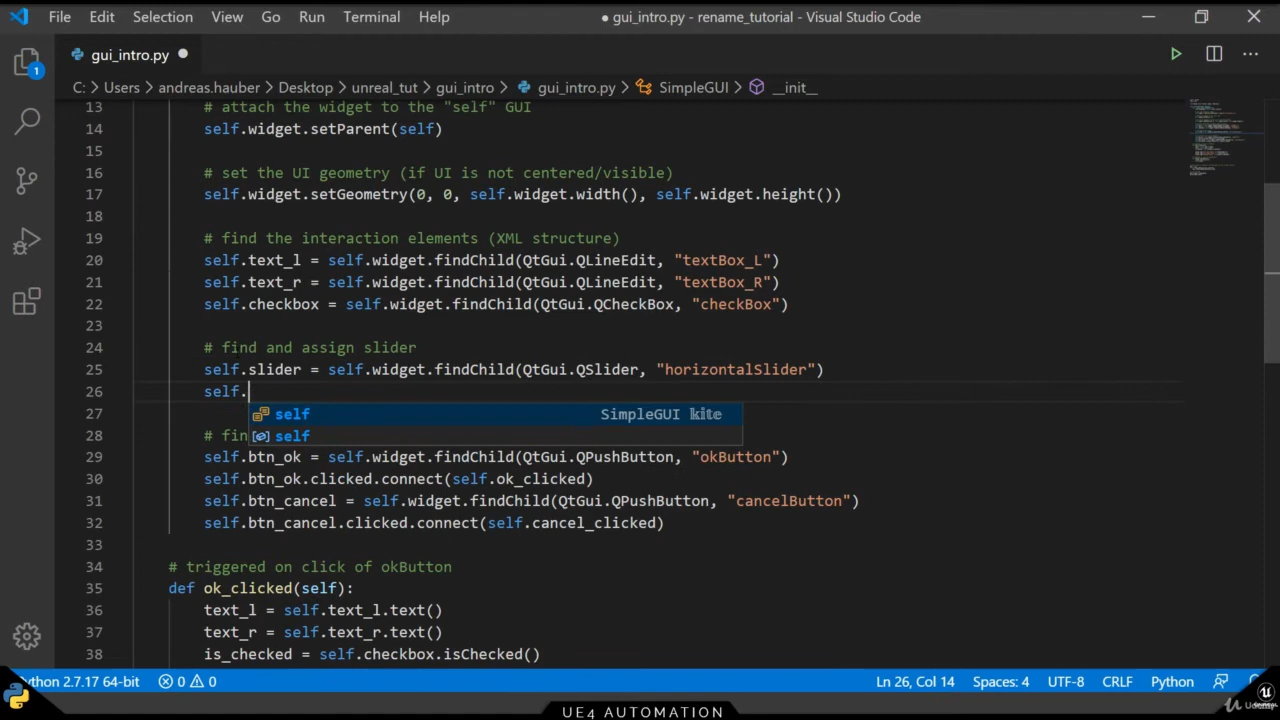 File Edit Selection View Go Run Terminal Help ● gui_intro.py - rename_tutorial - Visual Studio Code
gui_intro.py
1
C: > Users > andreas.hauber > Desktop > unreal_tut > gui_intro > gui_intro.py > SimpleGUI > __init__
13 # attach the widget to the "self" GUI
14 self.widget.setParent(self)
15
16 # set the UI geometry (if UI is not centered/visible)
17 self.widget.setGeometry(0, 0, self.widget.width(), self.widget.height())
18
19 # find the interaction elements (XML structure)
20 self.text_l = self.widget.findChild(QtGui.QLineEdit, "textBox_L")
21 self.text_r = self.widget.findChild(QtGui.QLineEdit, "textBox_R")
22 self.checkbox = self.widget.findChild(QtGui.QCheckBox, "checkBox")
23
24 # find and assign slider
25 self.slider = self.widget.findChild(QtGui.QSlider, "horizontalSlider")
26 self.
27 self SimpleGUI kite
28 # fin self
29 self.btn_ok = self.widget.findChild(QtGui.QPushButton, "okButton")
30 self.btn_ok.clicked.connect(self.ok_clicked)
31 self.btn_cancel = self.widget.findChild(QtGui.QPushButton, "cancelButton")
32 self.btn_cancel.clicked.connect(self.cancel_clicked)
33
34 # triggered on click of okButton
35 def ok_clicked(self):
36 text_l = self.text_l.text()
37 text_r = self.text_r.text()
38 is_checked = self.checkbox.isChecked()
ython 2.7.17 64-bit 0 0 Ln 26, Col 14 Spaces: 4 UTF-8 CRLF Python
UE4 AUTOMATION